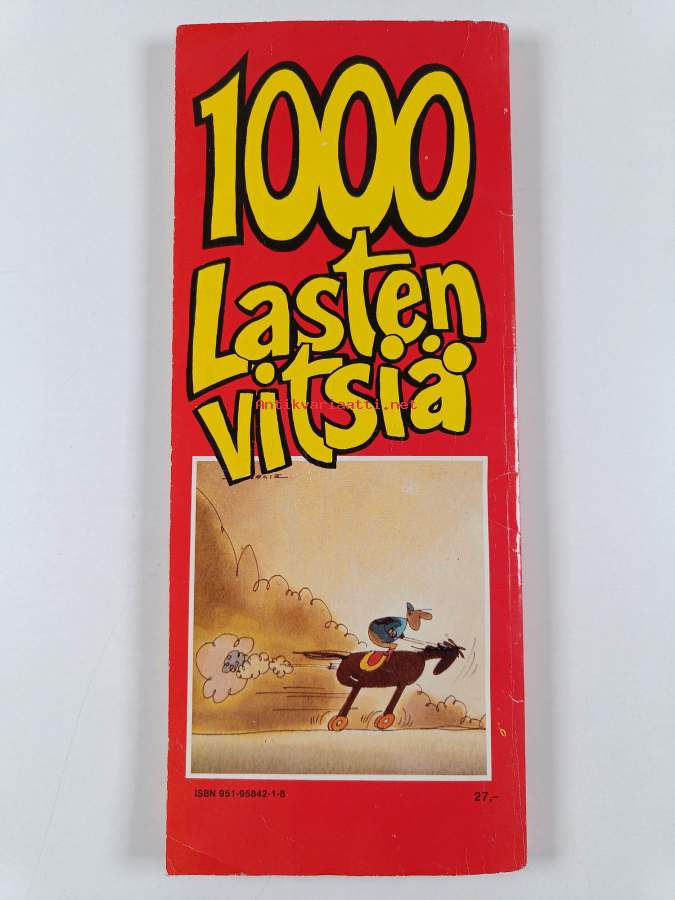 1000
Lasten
vitsiä
Antikvariaatti.net
ISBN 951-95842-1-8
27,-